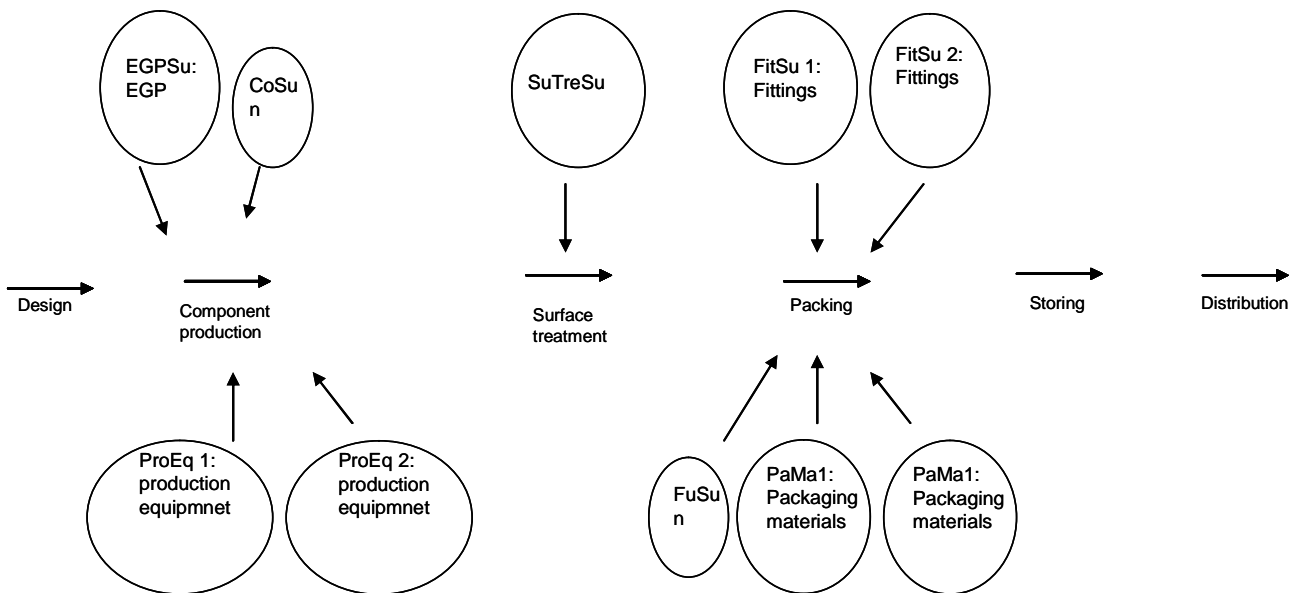 EGPSu:
EGP
CoSu
n
SuTreSu
FitSu 1:
Fittings
FitSu 2:
Fittings
Design
Component
production
Surface
treatment
Packing
Storing
Distribution
ProEq 1:
production
equipmnet
ProEq 2:
production
equipmnet
FuSu
n
PaMa1:
Packaging
materials
PaMa1:
Packaging
materials